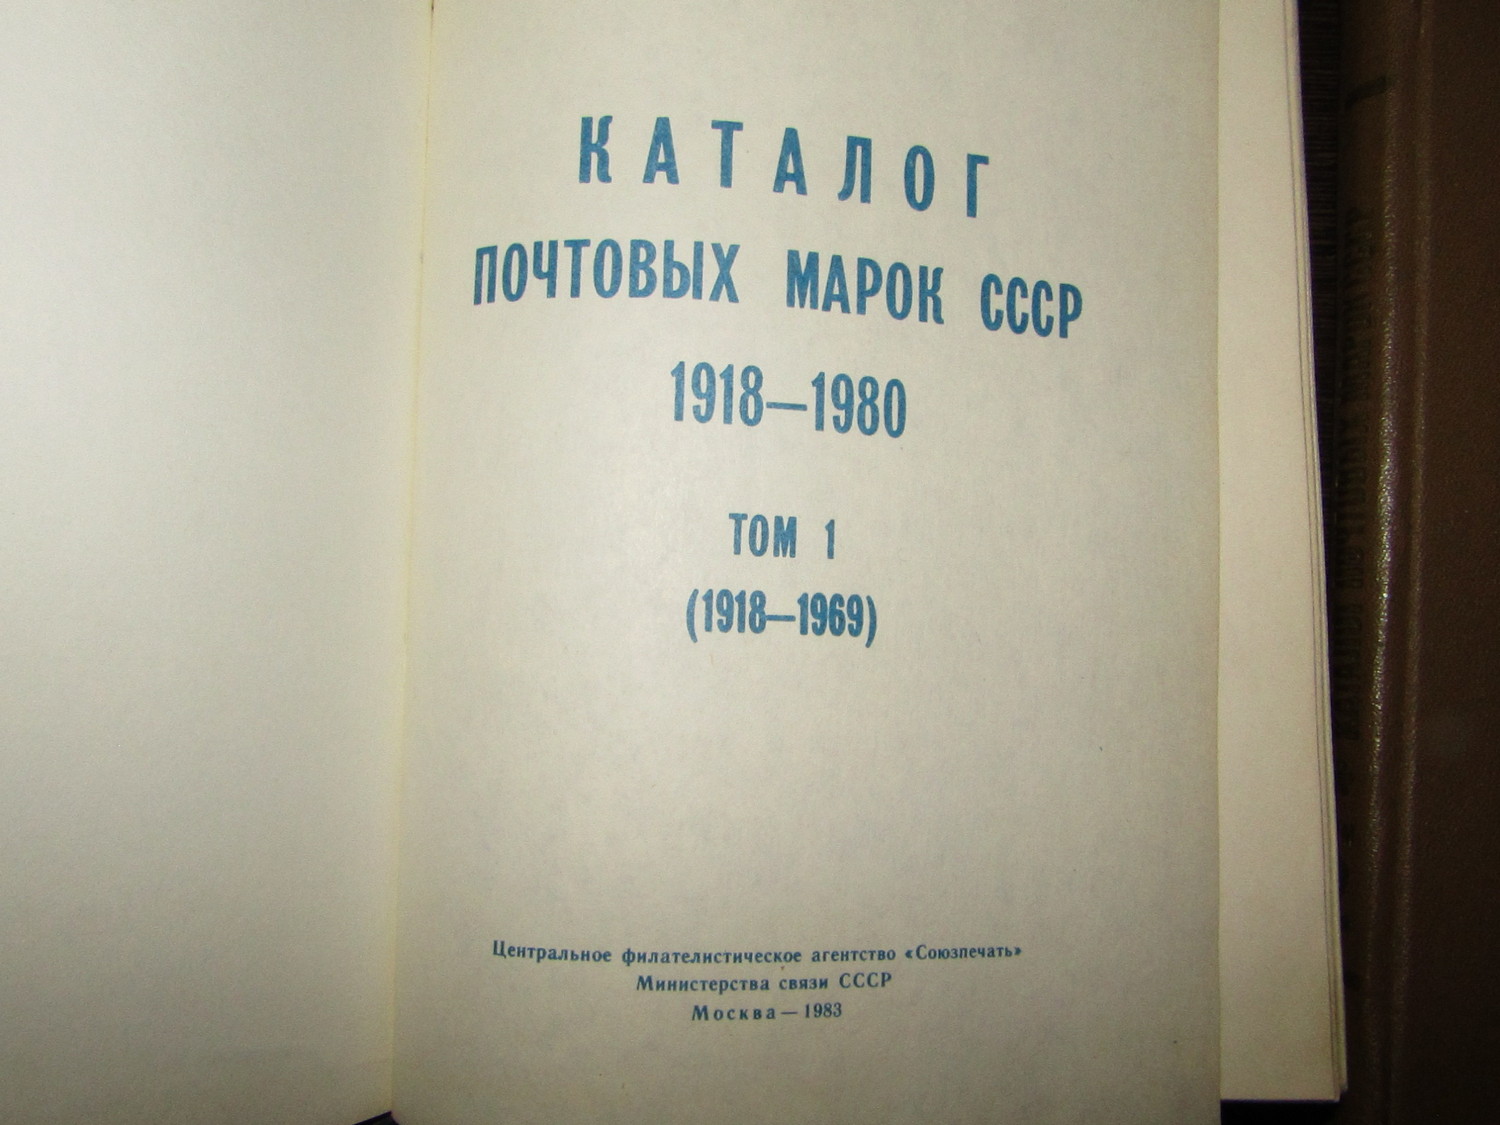 КАТАЛОГ
ПОЧТОВЫХ МАРОК СССР
1918—1980
ТОМ 1
(1918—1969)
Центральное филателистическое агентство «Союзпечать»
Министерства связи СССР
Москва — 1983